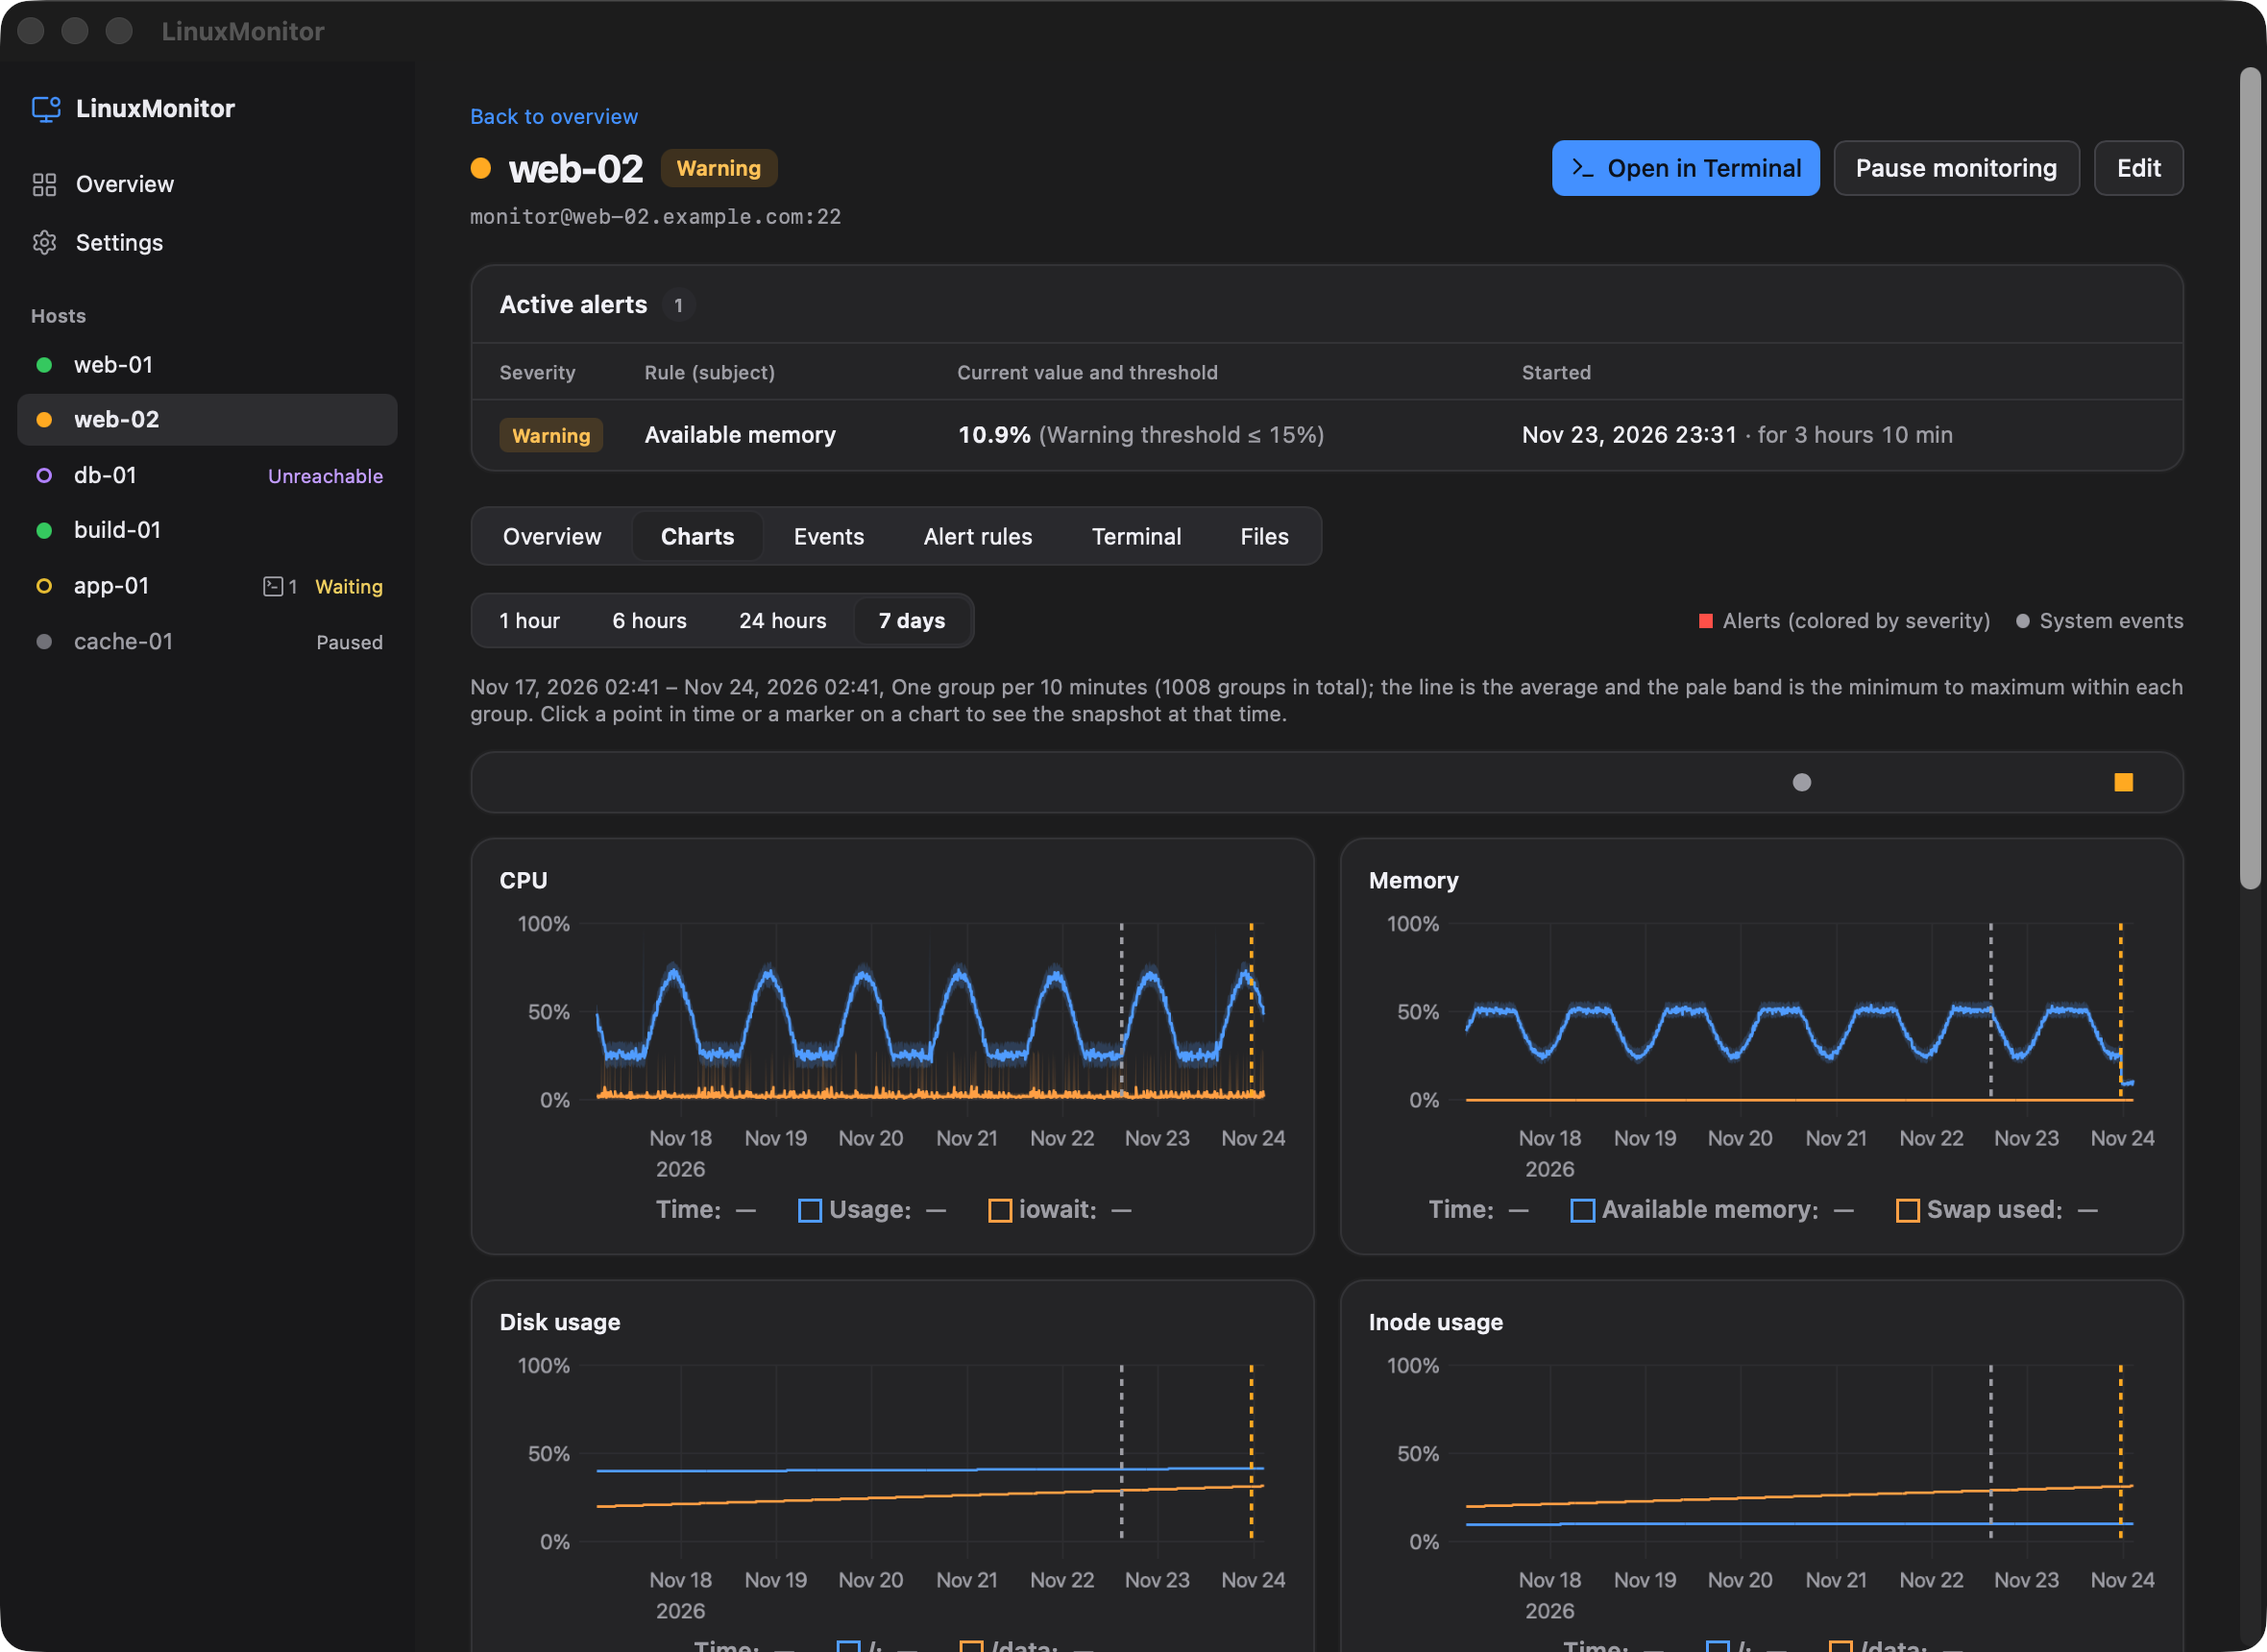 LinuxMonitor
LinuxMonitor
Overview
Settings
Hosts
web-01
web-02
db-01 Unreachable
build-01
app-01 1 Waiting
cache-01 Paused
Back to overview
web-02 Warning
monitor@web-02.example.com:22
>_ Open in Terminal Pause monitoring Edit
Active alerts 1
Severity Rule (subject) Current value and threshold Started
Warning Available memory 10.9% (Warning threshold ≤ 15%) Nov 23, 2026 23:31 · for 3 hours 10 min
Overview Charts Events Alert rules Terminal Files
1 hour 6 hours 24 hours 7 days
Alerts (colored by severity) System events
Nov 17, 2026 02:41 – Nov 24, 2026 02:41, One group per 10 minutes (1008 groups in total); the line is the average and the pale band is the minimum to maximum within each
group. Click a point in time or a marker on a chart to see the snapshot at that time.
CPU
100%
50%
0%
Nov 18 Nov 19 Nov 20 Nov 21 Nov 22 Nov 23 Nov 24
2026
Time: — Usage: — iowait: —
Memory
100%
50%
0%
Nov 18 Nov 19 Nov 20 Nov 21 Nov 22 Nov 23 Nov 24
2026
Time: — Available memory: — Swap used: —
Disk usage
100%
50%
0%
Nov 18 Nov 19 Nov 20 Nov 21 Nov 22 Nov 23 Nov 24
2026
Time: — /: — /data: —
Inode usage
100%
50%
0%
Nov 18 Nov 19 Nov 20 Nov 21 Nov 22 Nov 23 Nov 24
2026
Time: — /: — /data: —